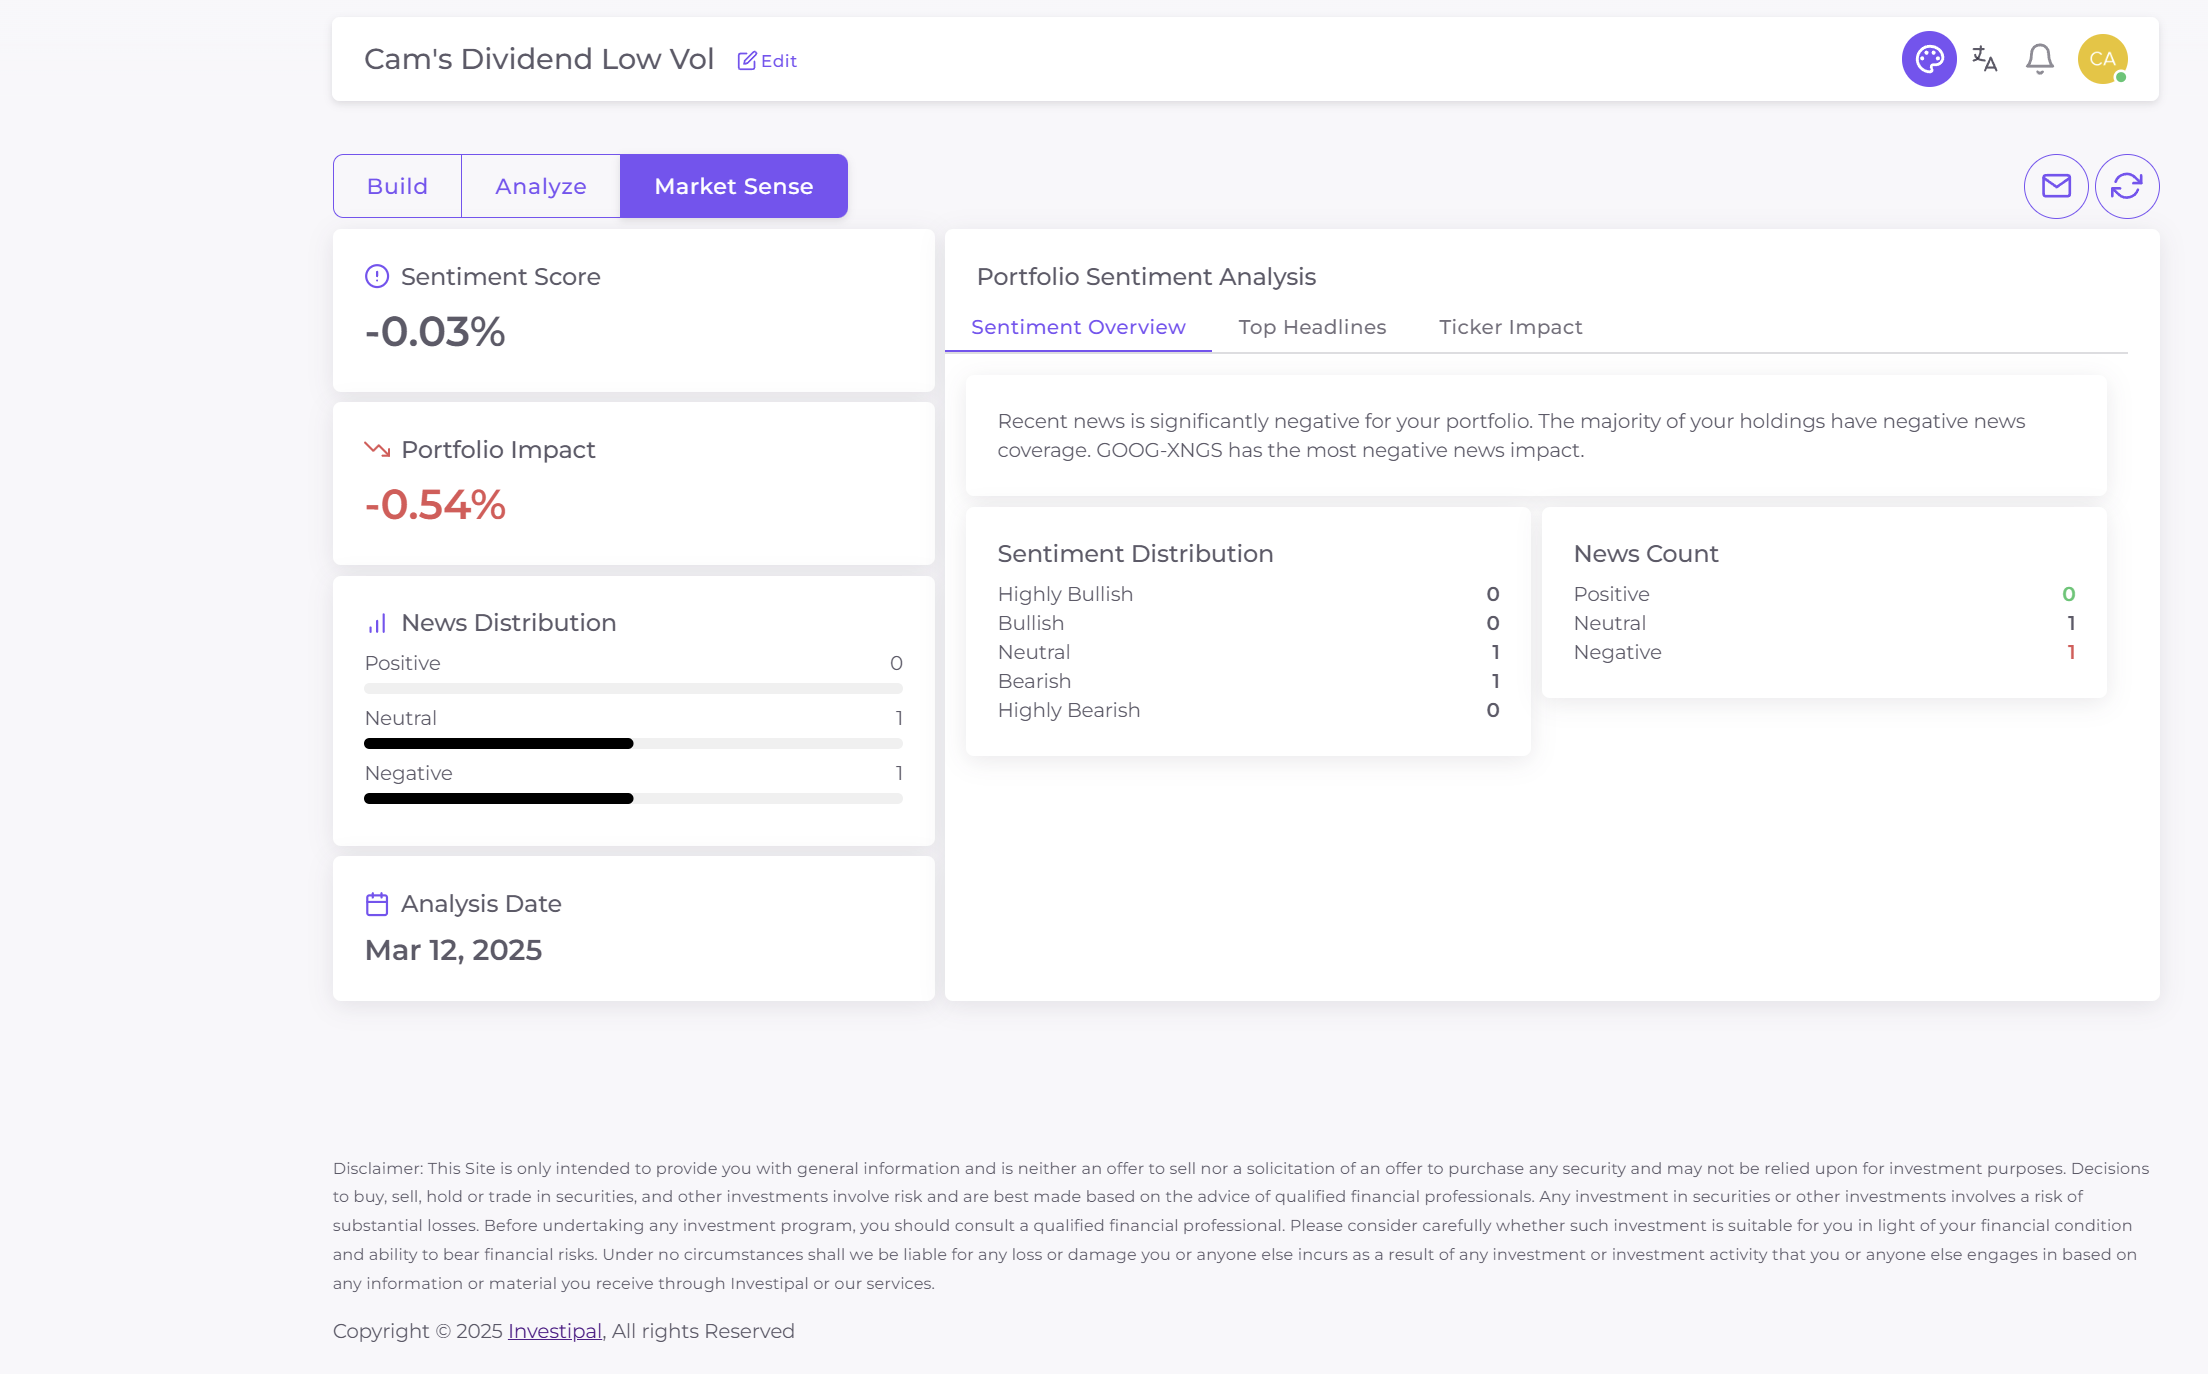 Cam's Dividend Low Vol
Edit
CA
Build
Analyze
Market Sense
Sentiment Score
-0.03%
Portfolio Impact
-0.54%
News Distribution
Positive 0
Neutral 1
Negative 1
Analysis Date
Mar 12, 2025
Portfolio Sentiment Analysis
Sentiment Overview
Top Headlines
Ticker Impact
Recent news is significantly negative for your portfolio. The majority of your holdings have negative news
coverage. GOOG-XNGS has the most negative news impact.
Sentiment Distribution
Highly Bullish 0
Bullish 0
Neutral 1
Bearish 1
Highly Bearish 0
News Count
Positive 0
Neutral 1
Negative 1
Disclaimer: This Site is only intended to provide you with general information and is neither an offer to sell nor a solicitation of an offer to purchase any security and may not be relied upon for investment purposes. Decisions
to buy, sell, hold or trade in securities, and other investments involve risk and are best made based on the advice of qualified financial professionals. Any investment in securities or other investments involves a risk of
substantial losses. Before undertaking any investment program, you should consult a qualified financial professional. Please consider carefully whether such investment is suitable for you in light of your financial condition
and ability to bear financial risks. Under no circumstances shall we be liable for any loss or damage you or anyone else incurs as a result of any investment or investment activity that you or anyone else engages in based on
any information or material you receive through Investipal or our services.
Copyright © 2025 Investipal, All rights Reserved